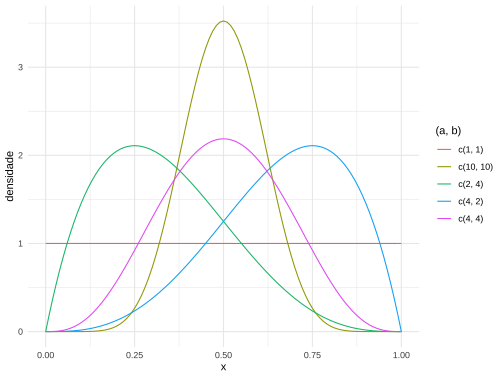 densidade
3
2
1
0
0.00 0.25 0.50 0.75 1.00
x
(a, b)
c(1, 1)
c(10, 10)
c(2, 4)
c(4, 2)
c(4, 4)